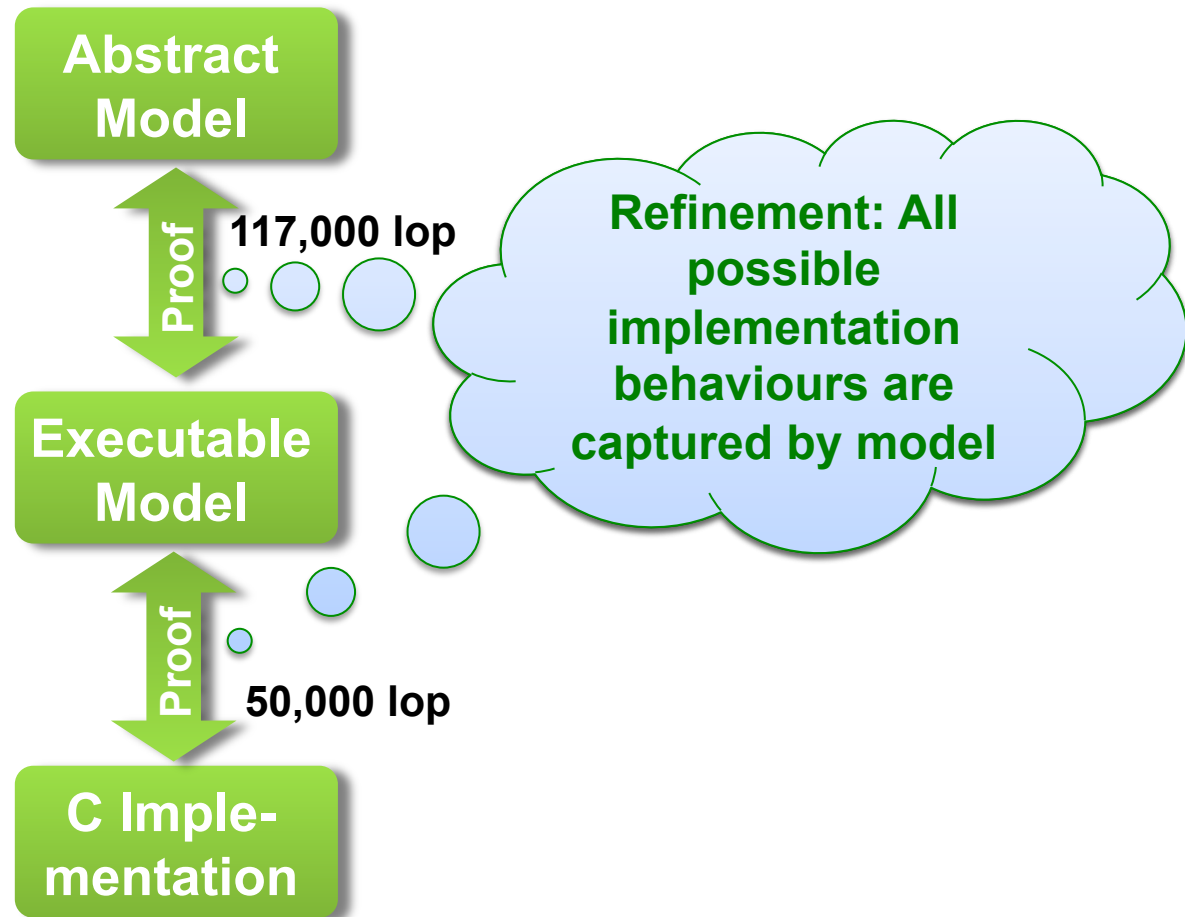 Abstract
Model
Proof
117,000 lop
Refinement: All
possible
implementation
behaviours are
captured by model
Executable
Model
Proof
50,000 lop
C Imple-
mentation